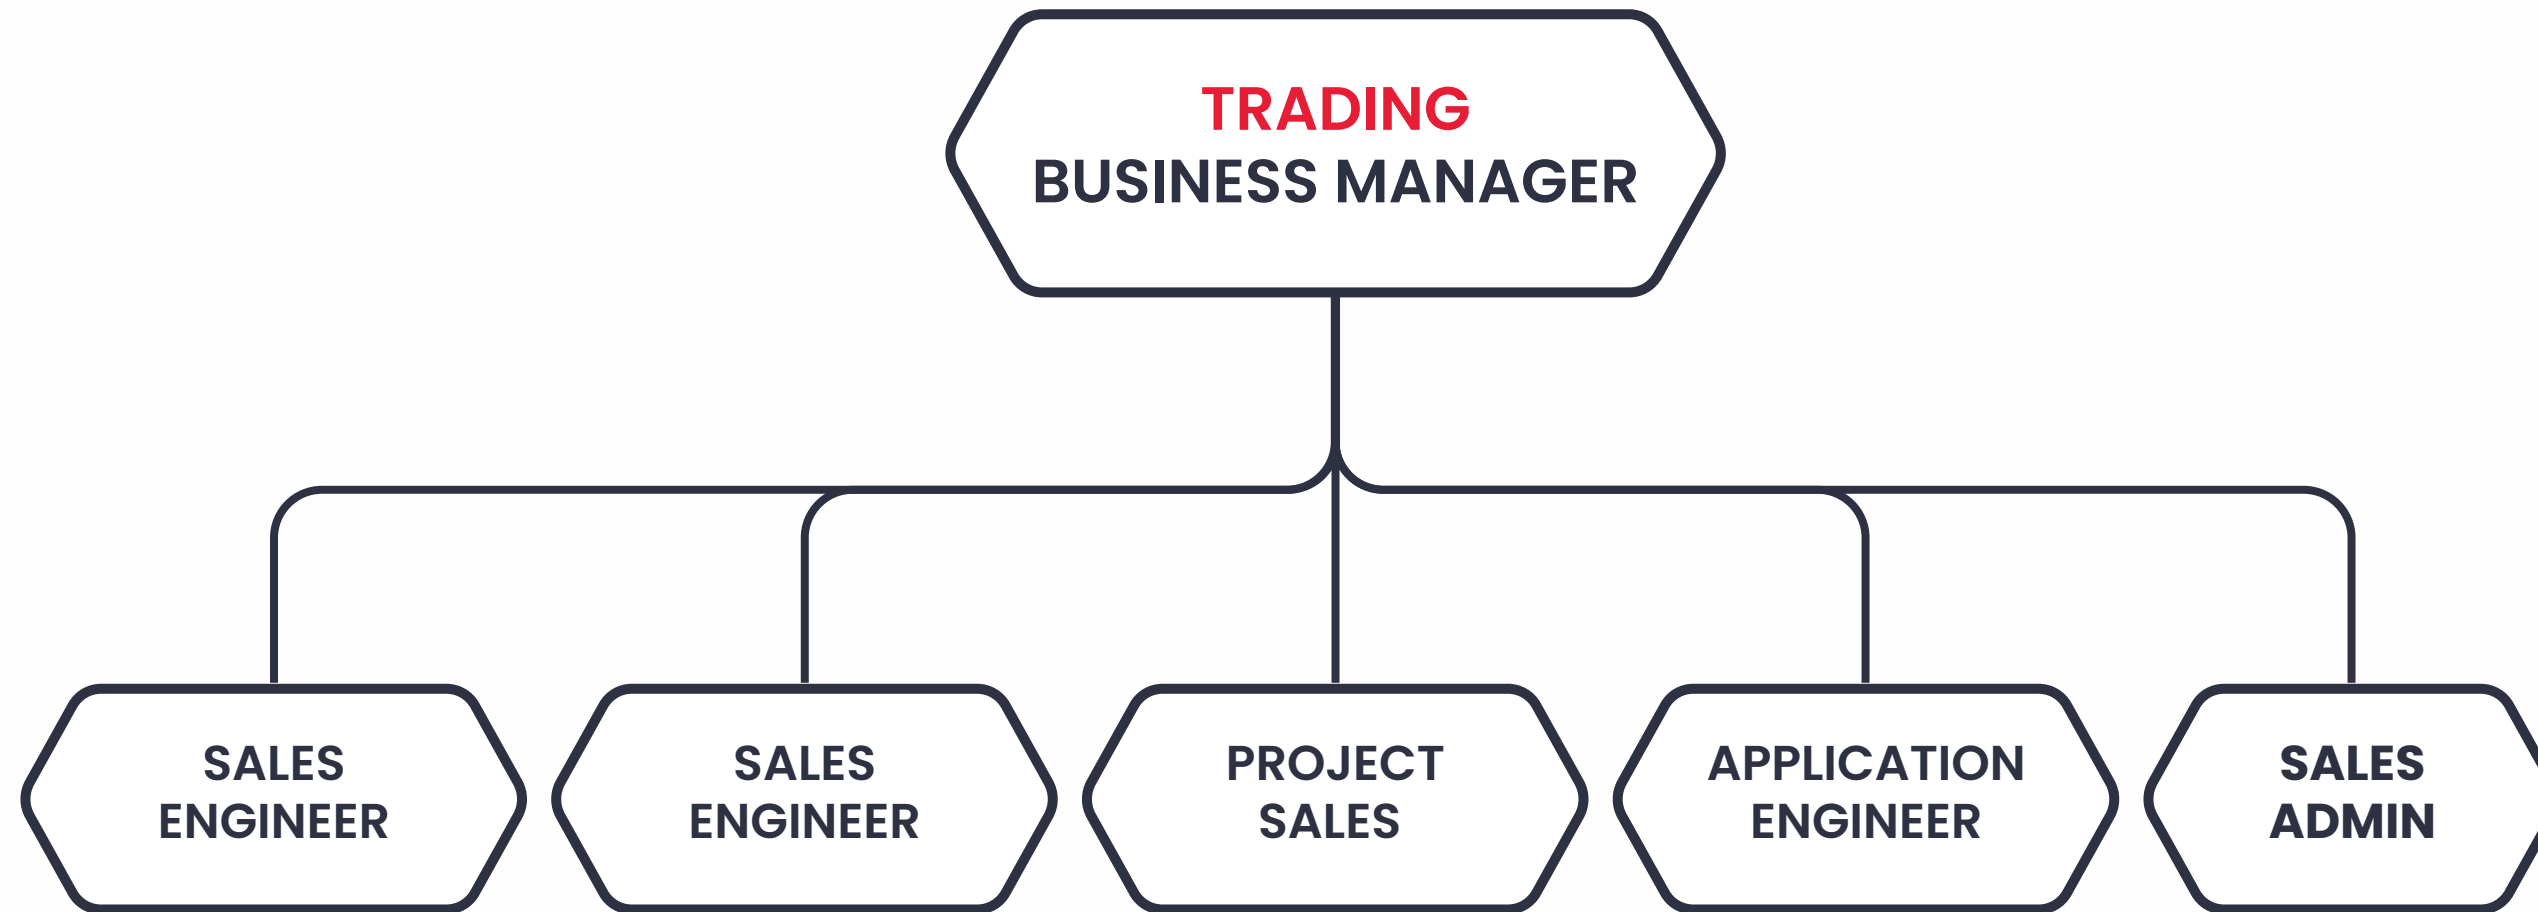 TRADING
BUSINESS MANAGER
SALES
ENGINEER
SALES
ENGINEER
PROJECT
SALES
APPLICATION
ENGINEER
SALES
ADMIN